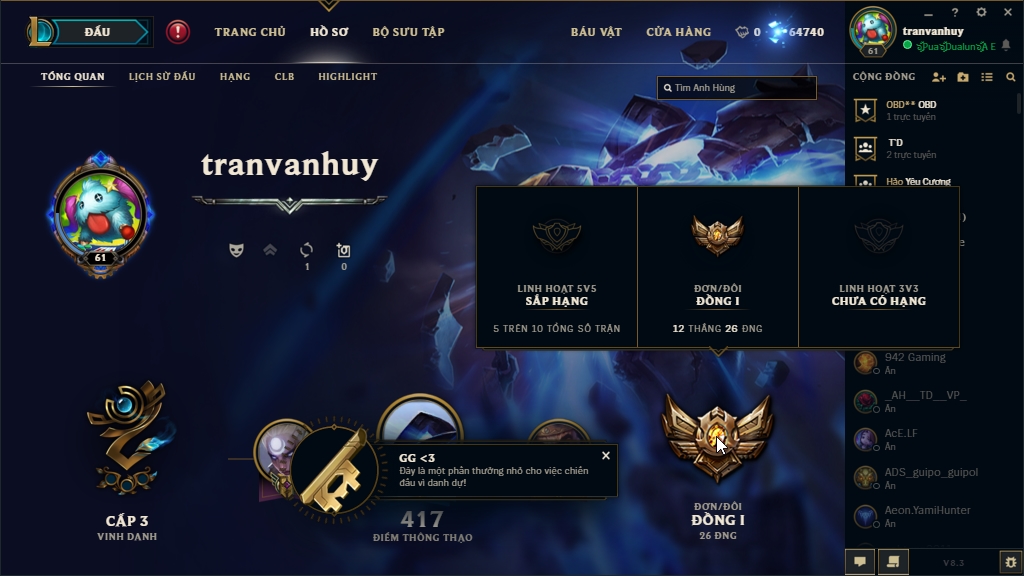 ĐẤU
TRANG CHỦ
HỒ SƠ
BỘ SƯU TẬP
BÁU VẬT
CỬA HÀNG
0
64740
61
tranvanhuy
TỔNG QUAN
LỊCH SỬ ĐẤU
HẠNG
CLB
HIGHLIGHT
CỘNG ĐỒNG
Tìm Anh Hùng
OBD** OBD
1 trực tuyến
T'D
2 trực tuyến
Hảo Yêu Cương
tranvanhuy
61
1
0
LINH HOẠT 5V5
SẮP HẠNG
5 TRÊN 10 TỔNG SỐ TRẬN
ĐƠN/ĐÔI
ĐỒNG I
12 THẮNG 26 ĐNG
LINH HOẠT 3V3
CHƯA CÓ HẠNG
942 Gaming
Ẩn
_AH__TD__VP_
Ẩn
AcE.LF
Ẩn
ADS_guipo_guipol
Ẩn
Aeon.YamiHunter
Ẩn
GG <3
Đây là một phần thưởng nhỏ cho việc chiến
đấu vì danh dự!
CẤP 3
VINH DANH
417
ĐIỂM THÔNG THẠO
ĐƠN/ĐÔI
ĐỒNG I
26 ĐNG
V8.3